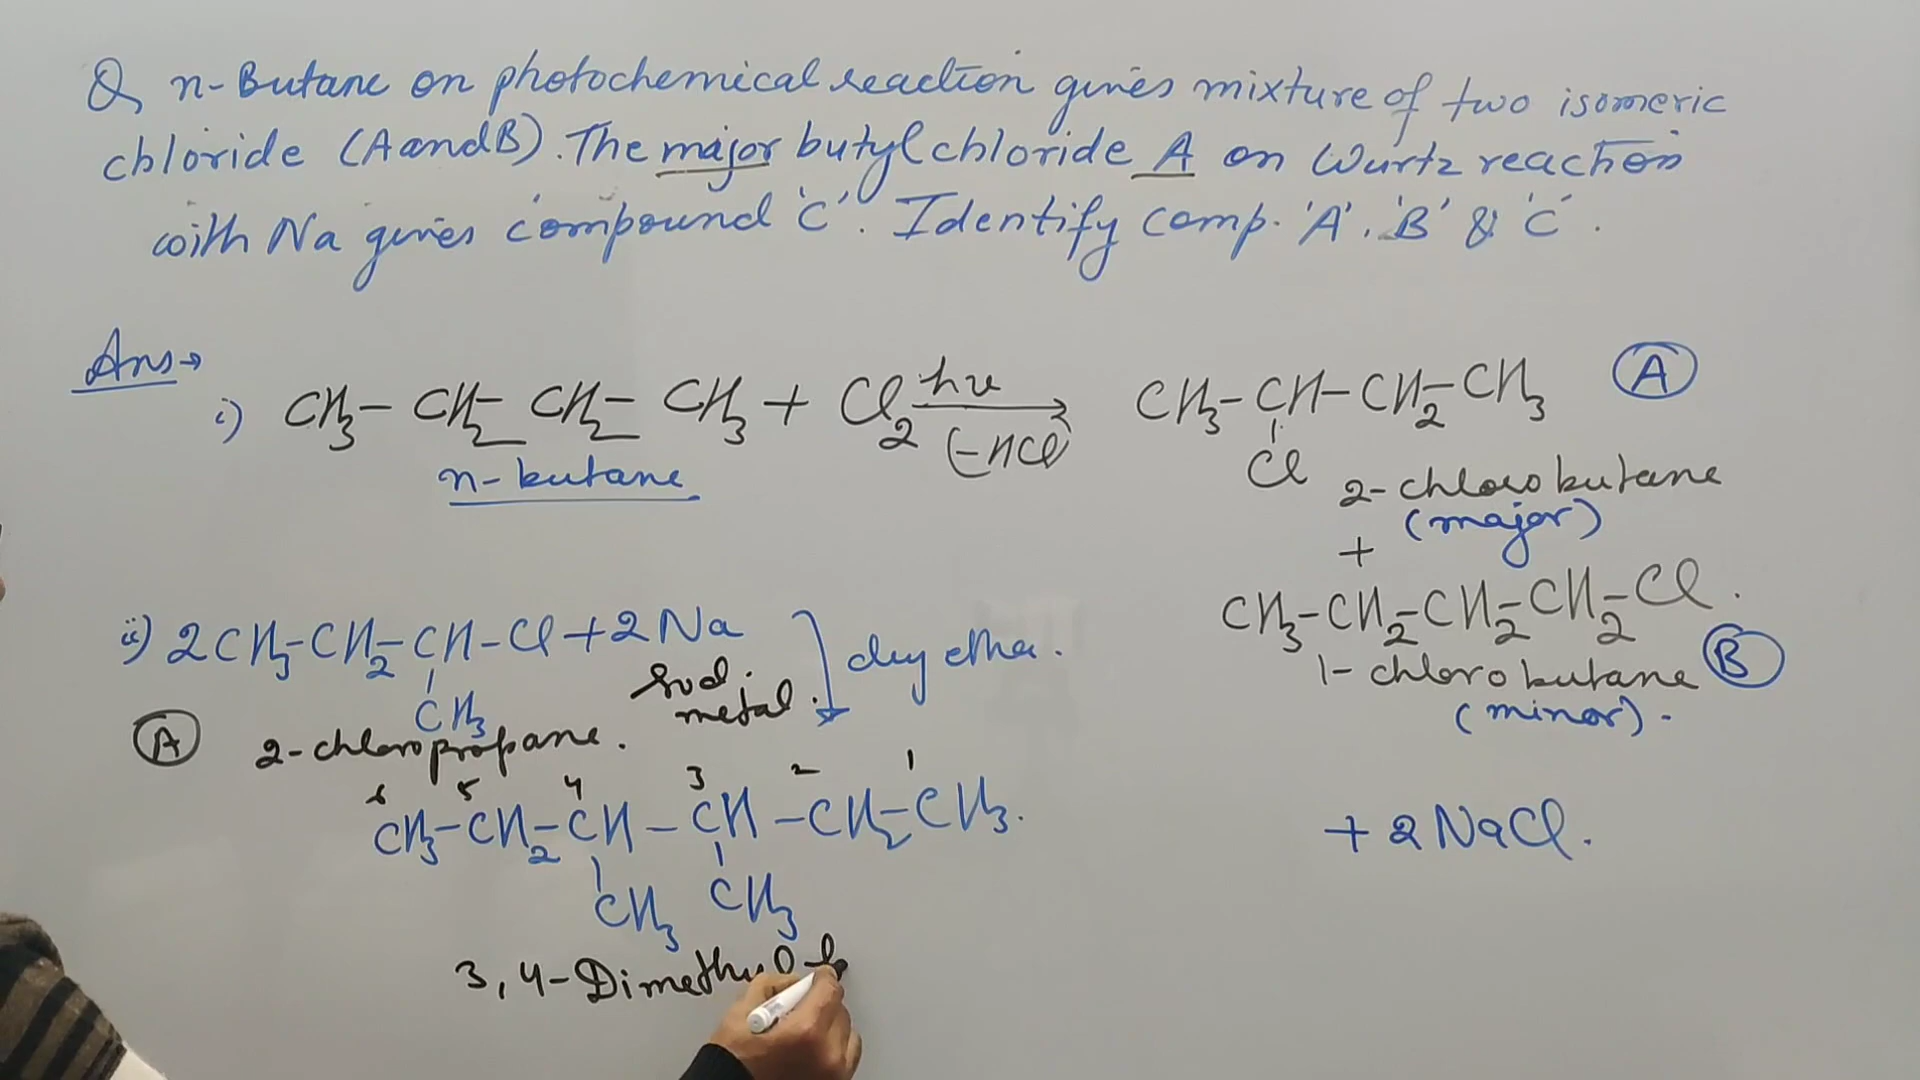 Q, n-Butane on photochemical reaction gives mixture of two isomeric
chloride (A and B). The major butyl chloride A on Wurtz reaction
with Na gives compound 'C'. Identify comp. 'A', 'B' & 'C'.
Ans→
i) CH3-CH2-CH2-CH3 + Cl2 hν (-HCl) → CH3-CH-CH2-CH3 (A)
Cl
n-butane
2-chlorobutane
(major)
+
CH3-CH2-CH2-CH2-Cl.
1-chlorobutane (B)
(minor).
ii) 2CH3-CH2-CH-Cl + 2Na
CH3
dry ether.
Sod. metal.
(A) 2-chloropropane.
6 5 4 3 2 1
CH3-CH2-CH-CH-CH2-CH3.
CH3 CH3
+ 2NaCl.
3,4-Dimethyl h